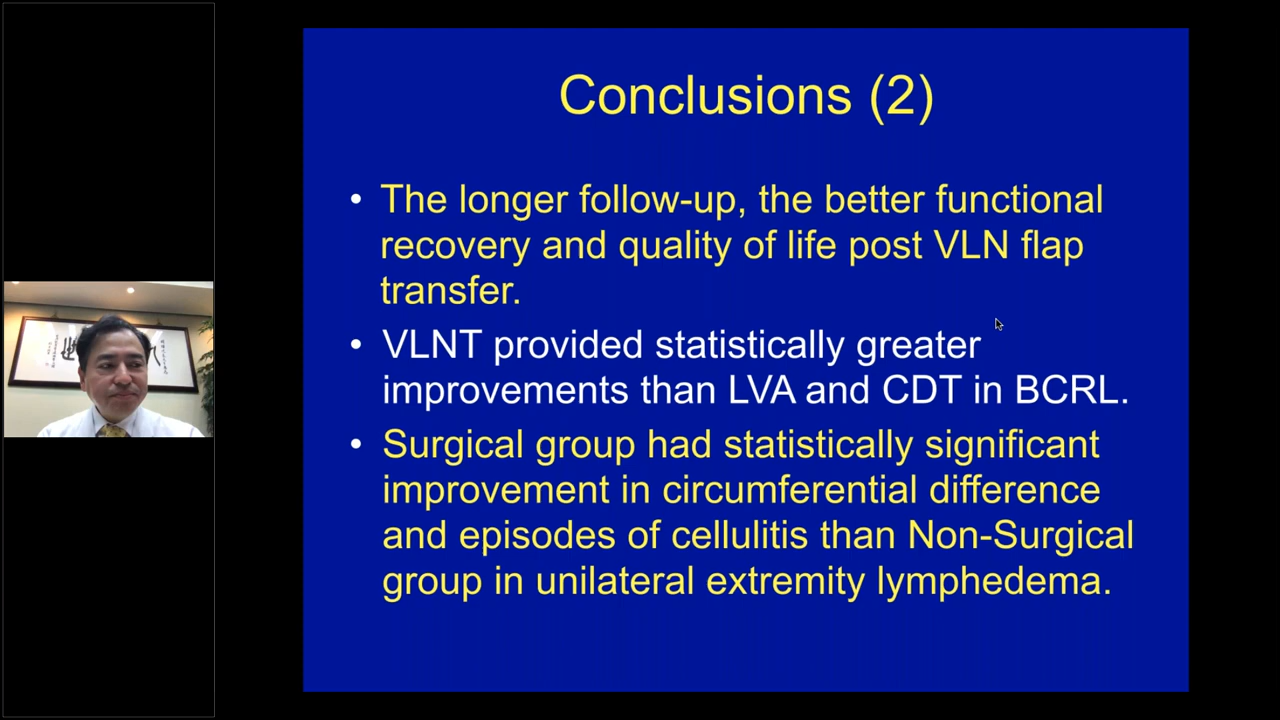 Conclusions (2)
• The longer follow-up, the better functional
recovery and quality of life post VLN flap
transfer.
• VLNT provided statistically greater
improvements than LVA and CDT in BCRL.
• Surgical group had statistically significant
improvement in circumferential difference
and episodes of cellulitis than Non-Surgical
group in unilateral extremity lymphedema.